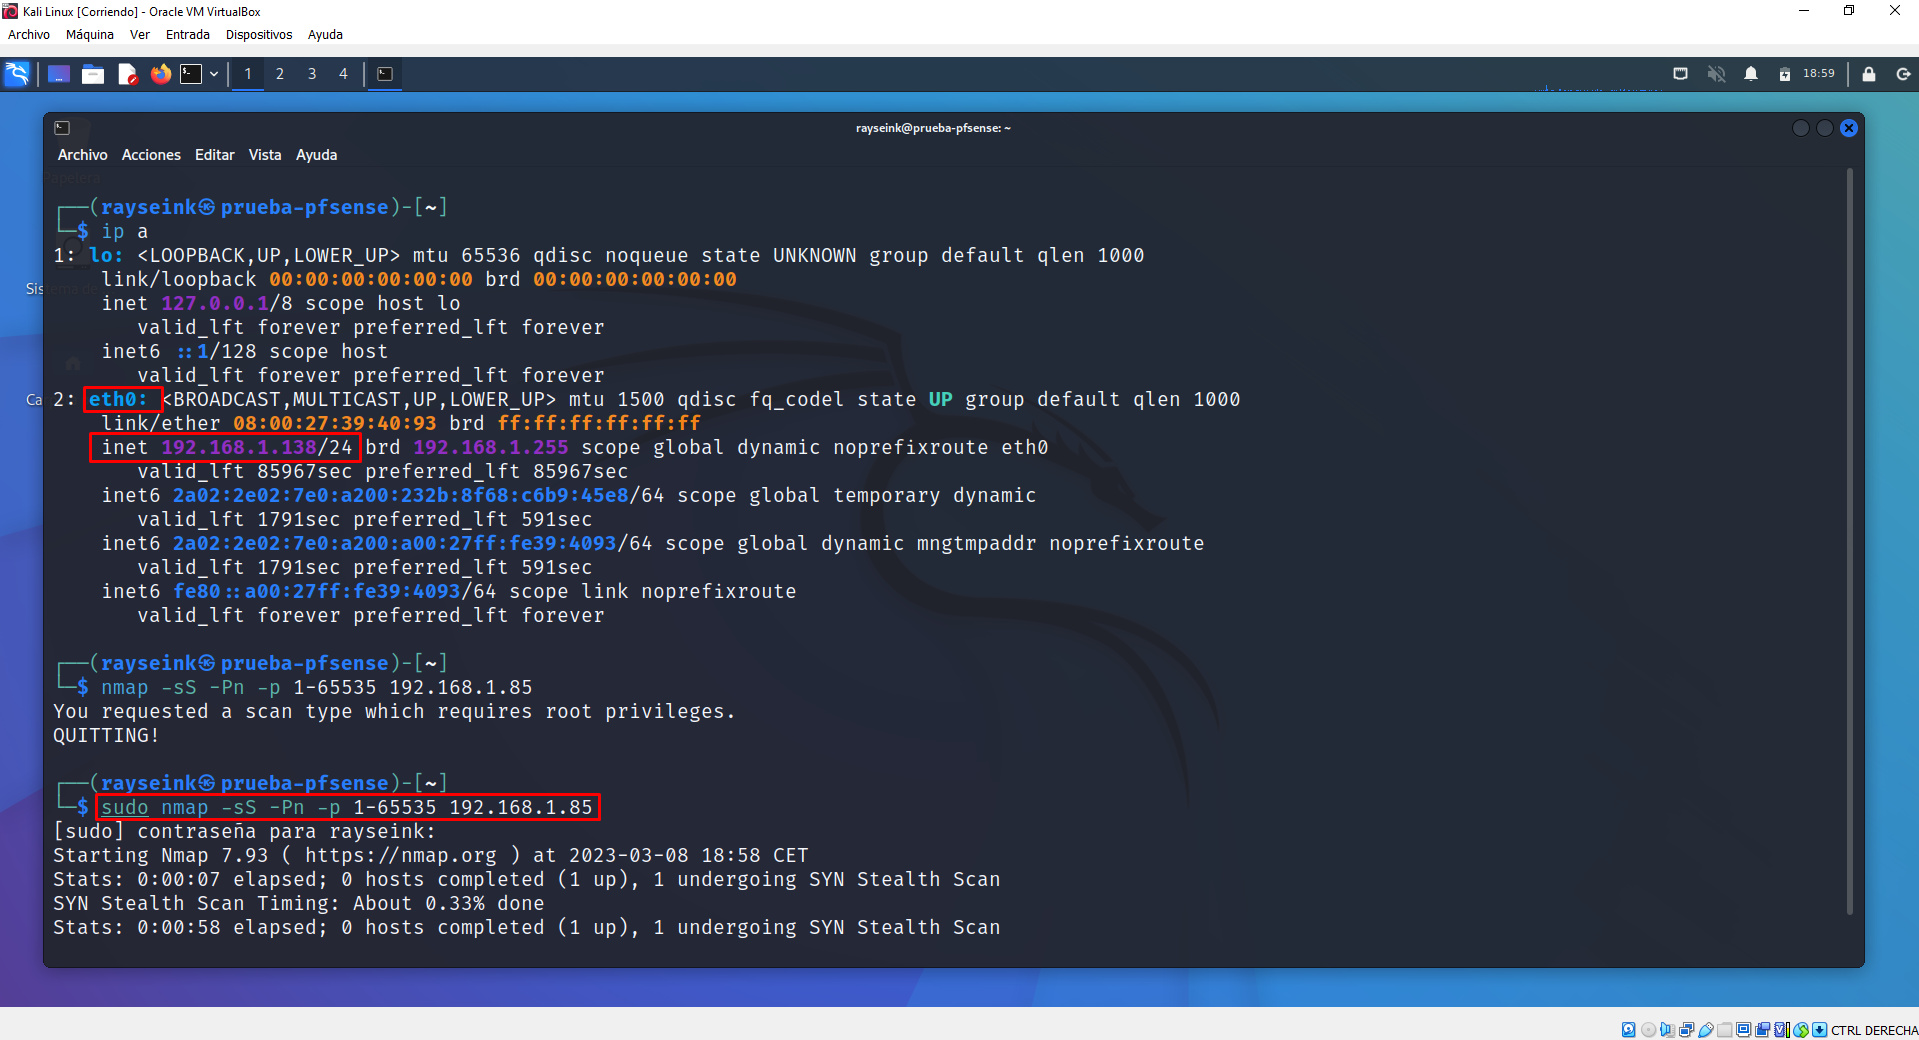 Kali Linux [Corriendo] - Oracle VM VirtualBox
Archivo Máquina Ver Entrada Dispositivos Ayuda
1 2 3 4 18:59
rayseink@prueba-pfsense: ~
Archivo Acciones Editar Vista Ayuda
Papelera
┌──(rayseink㉿prueba-pfsense)-[~]
└─$ ip a
1: lo: <LOOPBACK,UP,LOWER_UP> mtu 65536 qdisc noqueue state UNKNOWN group default qlen 1000
link/loopback 00:00:00:00:00:00 brd 00:00:00:00:00:00
Sistema de
inet 127.0.0.1/8 scope host lo
valid_lft forever preferred_lft forever
inet6 ::1/128 scope host
valid_lft forever preferred_lft forever
Ca
2: eth0: <BROADCAST,MULTICAST,UP,LOWER_UP> mtu 1500 qdisc fq_codel state UP group default qlen 1000
link/ether 08:00:27:39:40:93 brd ff:ff:ff:ff:ff:ff
inet 192.168.1.138/24 brd 192.168.1.255 scope global dynamic noprefixroute eth0
valid_lft 85967sec preferred_lft 85967sec
inet6 2a02:2e02:7e0:a200:232b:8f68:c6b9:45e8/64 scope global temporary dynamic
valid_lft 1791sec preferred_lft 591sec
inet6 2a02:2e02:7e0:a200:a00:27ff:fe39:4093/64 scope global dynamic mngtmpaddr noprefixroute
valid_lft 1791sec preferred_lft 591sec
inet6 fe80::a00:27ff:fe39:4093/64 scope link noprefixroute
valid_lft forever preferred_lft forever
┌──(rayseink㉿prueba-pfsense)-[~]
└─$ nmap -sS -Pn -p 1-65535 192.168.1.85
You requested a scan type which requires root privileges.
QUITTING!
┌──(rayseink㉿prueba-pfsense)-[~]
└─$ sudo nmap -sS -Pn -p 1-65535 192.168.1.85
[sudo] contraseña para rayseink:
Starting Nmap 7.93 ( https://nmap.org ) at 2023-03-08 18:58 CET
Stats: 0:00:07 elapsed; 0 hosts completed (1 up), 1 undergoing SYN Stealth Scan
SYN Stealth Scan Timing: About 0.33% done
Stats: 0:00:58 elapsed; 0 hosts completed (1 up), 1 undergoing SYN Stealth Scan
CTRL DERECHA